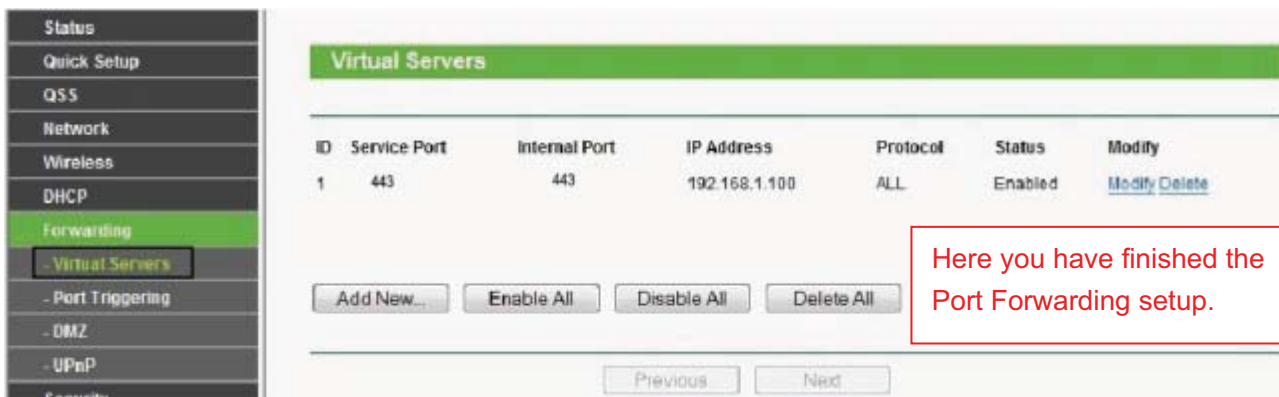 Status
Quick Setup
QSS
Network
Wireless
DHCP
Forwarding
- Virtual Servers
- Port Triggering
- DMZ
- UPnP
Security
Virtual Servers
ID Service Port Internal Port IP Address Protocol Status Modify
1 443 443 192.168.1.100 ALL Enabled Modify Delete
Add New... Enable All Disable All Delete All
Here you have finished the
Port Forwarding setup.
Previous Next